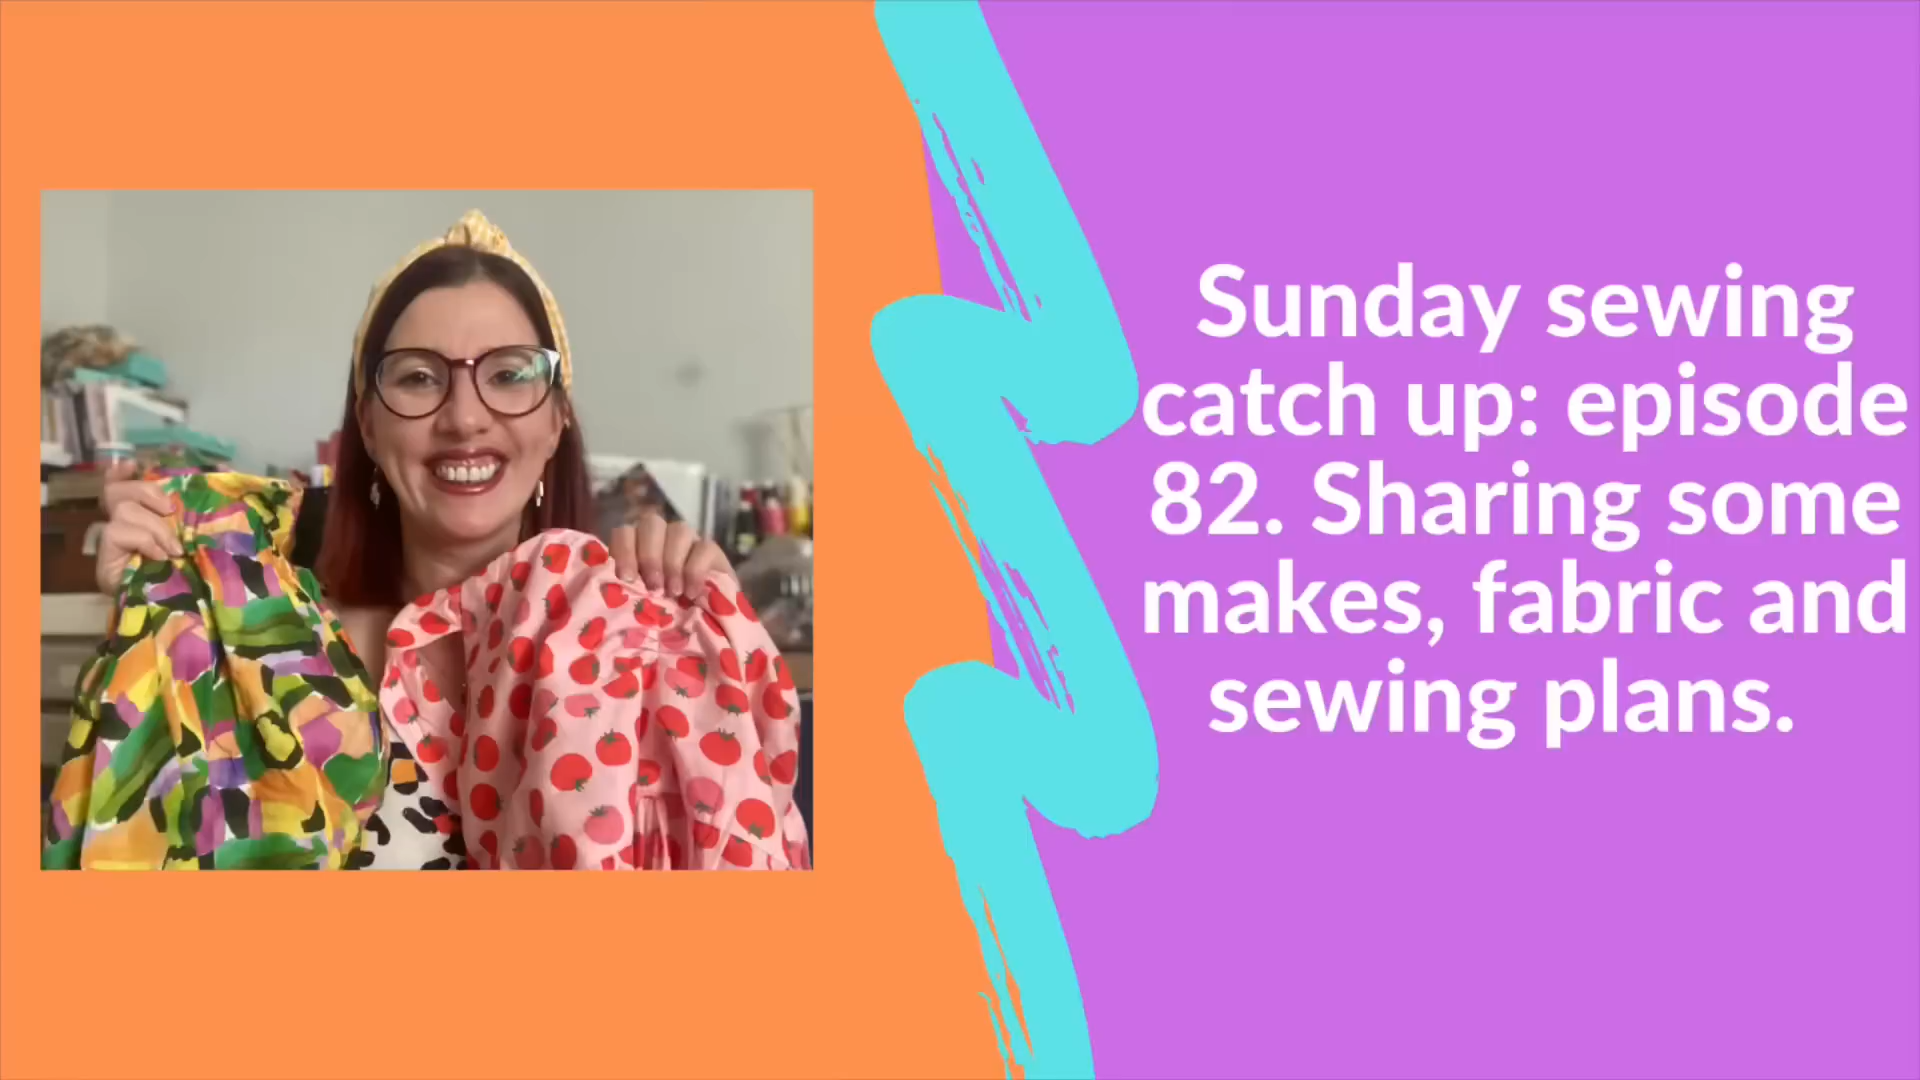 Sunday sewing
catch up: episode
82. Sharing some
makes, fabric and
sewing plans.